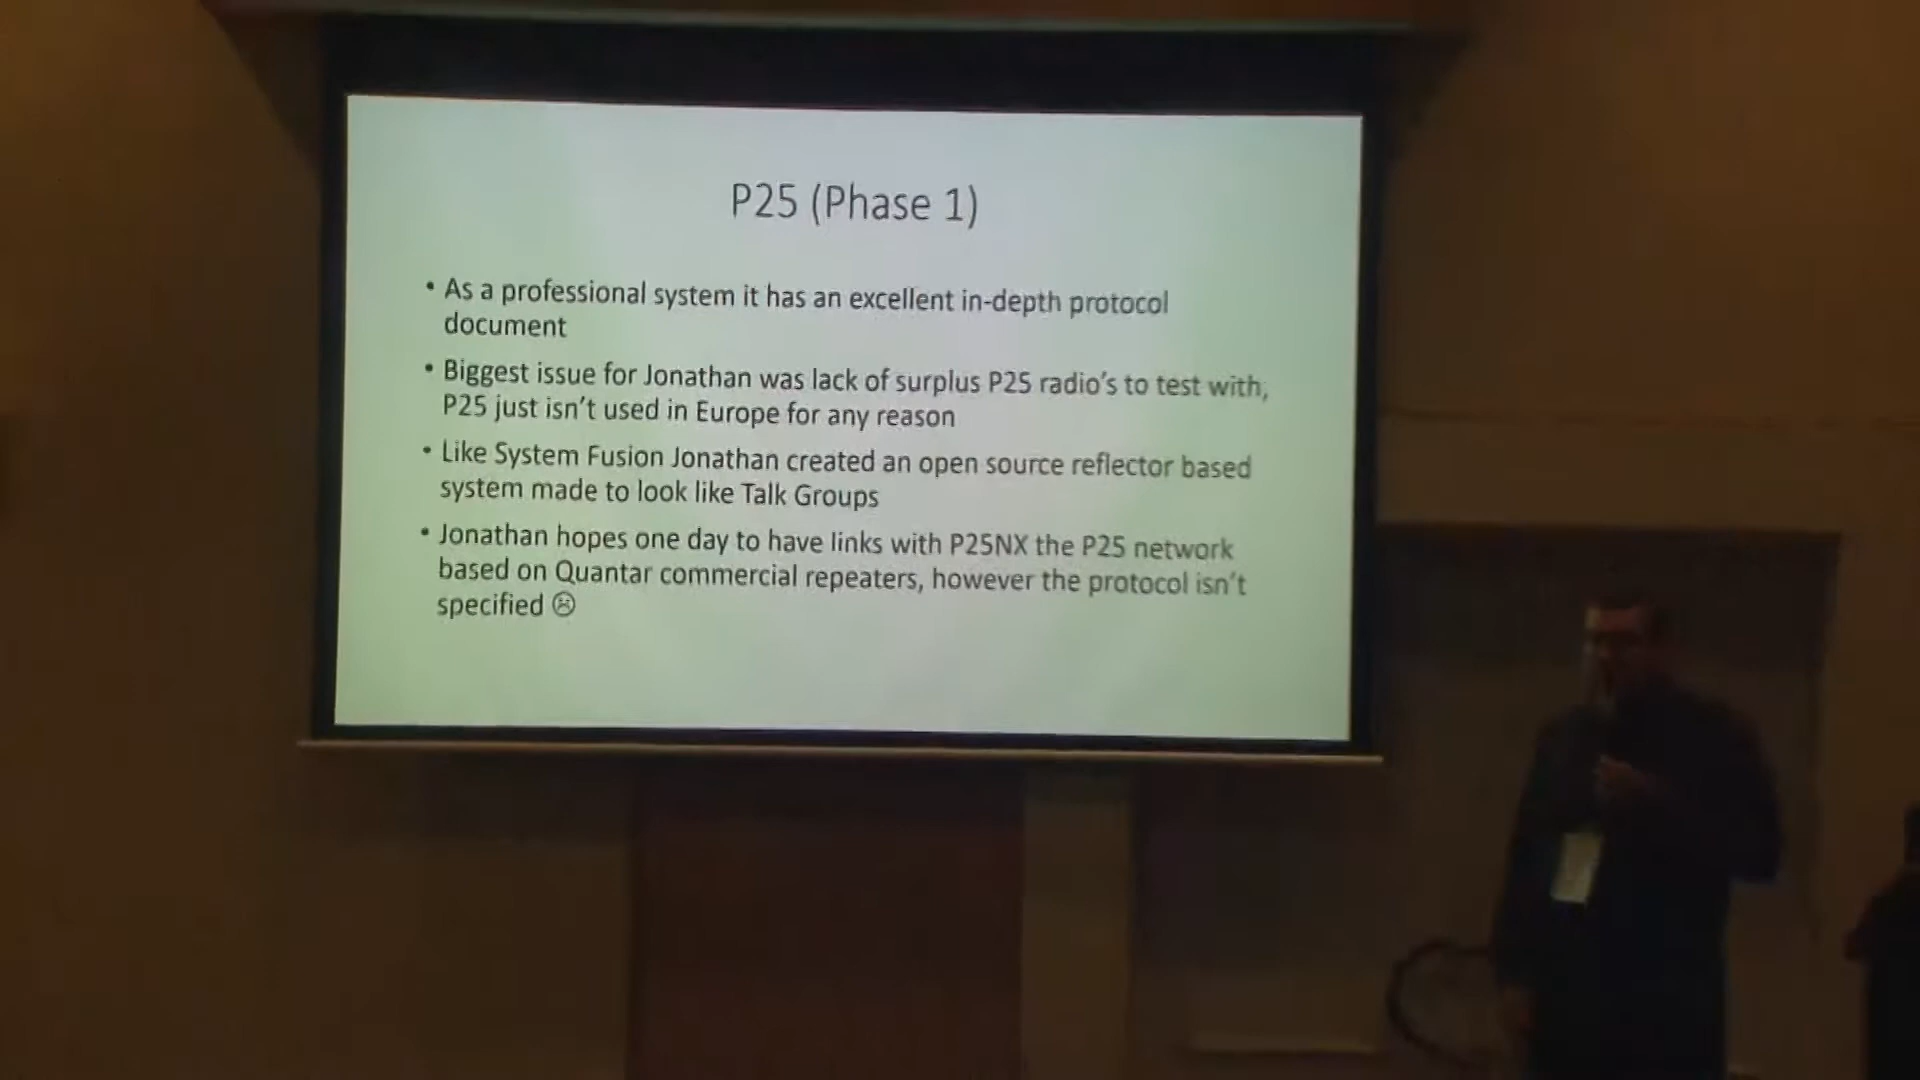 P25 (Phase 1)
• As a professional system it has an excellent in-depth protocol
document
• Biggest issue for Jonathan was lack of surplus P25 radio's to test with,
P25 just isn't used in Europe for any reason
• Like System Fusion Jonathan created an open source reflector based
system made to look like Talk Groups
• Jonathan hopes one day to have links with P25NX the P25 network
based on Quantar commercial repeaters, however the protocol isn't
specified ☹